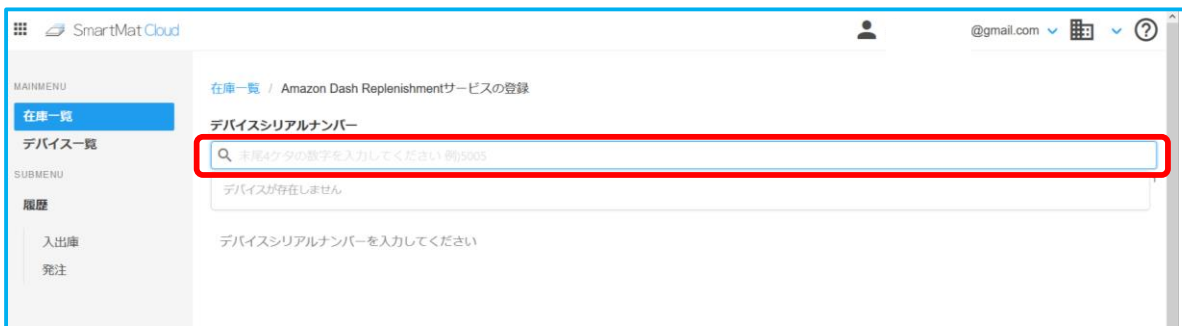 SmartMat Cloud
@gmail.com
MAINMENU
在庫一覧
デバイス一覧
SUBMENU
履歴
入出庫
発注
在庫一覧 / Amazon Dash Replenishmentサービスの登録
デバイスシリアルナンバー
末尾4ケタの数字を入力してください 例)5005
デバイスが存在しません
デバイスシリアルナンバーを入力してください